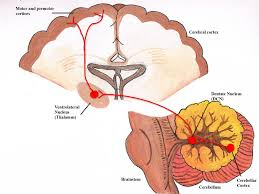 Motor and premotor
cortices
Cerebral cortex
Dentate Nucleus
(DCN)
Ventrolateral
Nucleus
(Thalamus)
Brainstem
Cerebellum
Cerebellar
Cortex